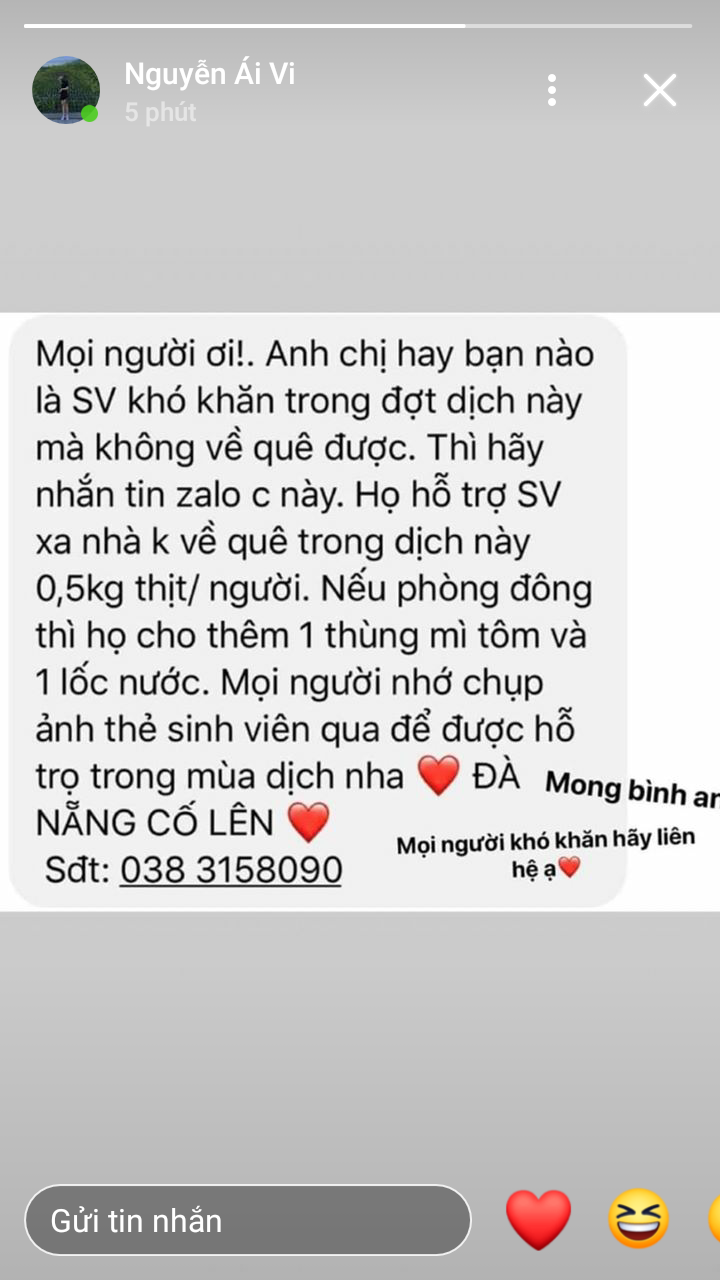 Nguyễn Ái Vi
5 phút
Mọi người ơi!. Anh chị hay bạn nào
là SV khó khăn trong đợt dịch này
mà không về quê được. Thì hãy
nhắn tin zalo c này. Họ hỗ trợ SV
xa nhà k về quê trong dịch này
0,5kg thịt/ người. Nếu phòng đông
thì họ cho thêm 1 thùng mì tôm và
1 lốc nước. Mọi người nhớ chụp
ảnh thẻ sinh viên qua để được hỗ
trọ trong mùa dịch nha ❤️ ĐÀ
NẴNG CỐ LÊN ❤️
Sđt: 038 3158090
Mong bình an
Mọi người khó khăn hãy liên
hệ ạ❤️
Gửi tin nhắn